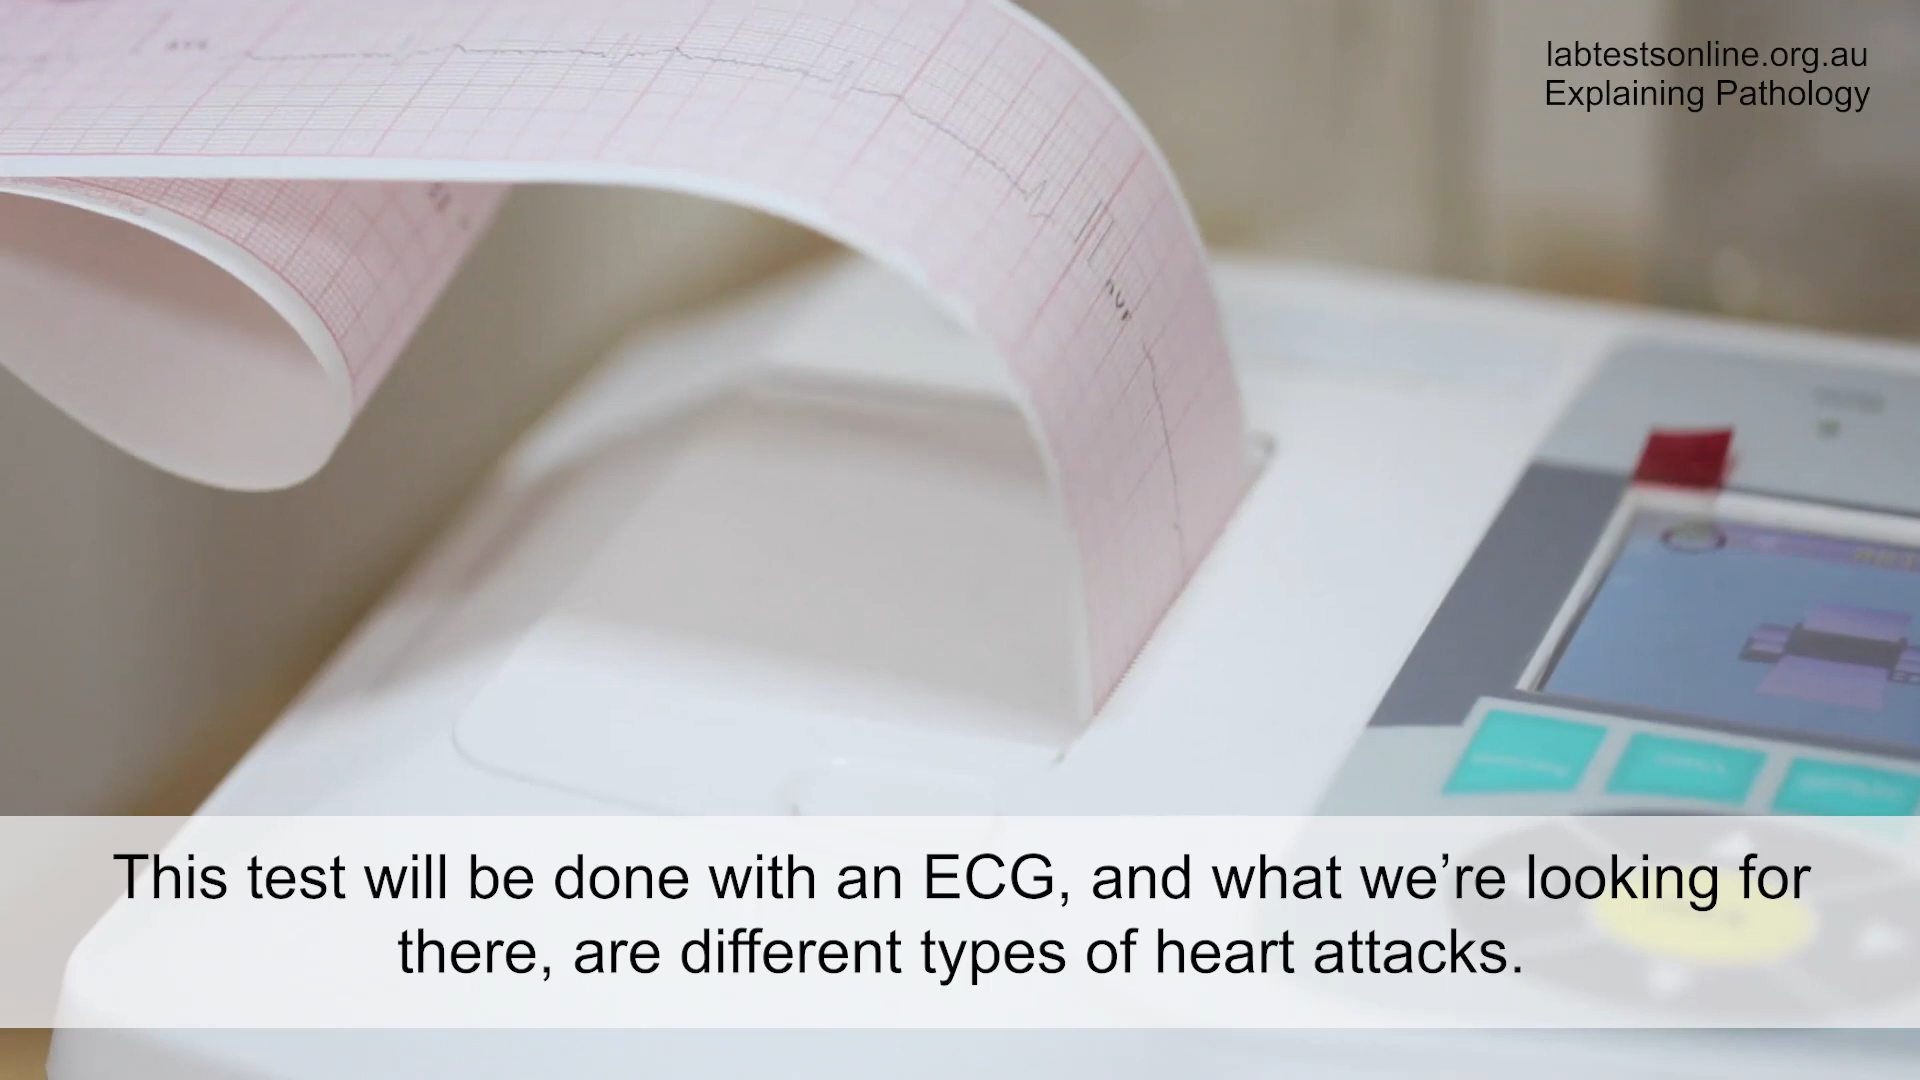 labtestsonline.org.au
Explaining Pathology
This test will be done with an ECG, and what we’re looking for
there, are different types of heart attacks.